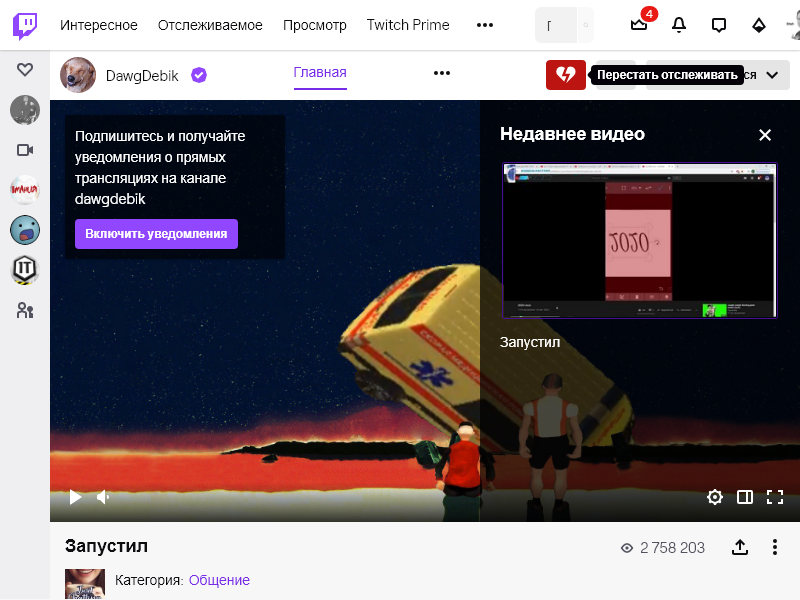 Интересное
Отслеживаемое
Просмотр
Twitch Prime
4
DawgDebik
Главная
Перестать отслеживать
ся
Подпишитесь и получайте
уведомления о прямых
трансляциях на канале
dawgdebik
Включить уведомления
Недавнее видео
2020
Запустил
Запустил
2 758 203
Категория: Общение